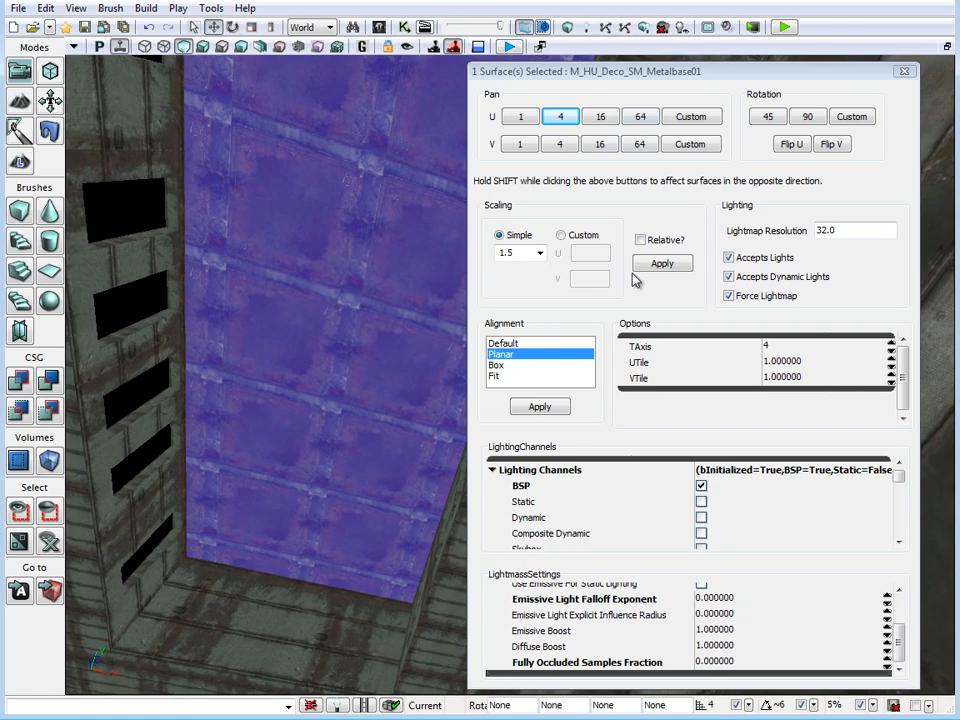 File Edit View Brush Build Play Tools Help
World
Modes
1 Surface(s) Selected : M_HU_Deco_SM_Metalbase01
Pan
Rotation
U 1 4 16 64 Custom
45 90 Custom
V 1 4 16 64 Custom
Flip U Flip V
Hold SHIFT while clicking the above buttons to affect surfaces in the opposite direction.
Brushes
Scaling
Lighting
Simple Custom
Relative?
Lightmap Resolution 32.0
1.5
U
Apply
Accepts Lights
V
Accepts Dynamic Lights
Force Lightmap
Alignment
Options
Default
Planar
Box
Fit
Apply
TAxis 4
UTile 1.000000
VTile 1.000000
CSG
Volumes
LightingChannels
Lighting Channels (bInitialized=True,BSP=True,Static=False
BSP
Static
Dynamic
Composite Dynamic
Skybox
Select
Go to
LightmassSettings
Use Emissive For Static Lighting
Emissive Light Falloff Exponent 0.000000
Emissive Light Explicit Influence Radius 0.000000
Emissive Boost 1.000000
Diffuse Boost 1.000000
Fully Occluded Samples Fraction 0.000000
Current
None None None None
4
~6
5%